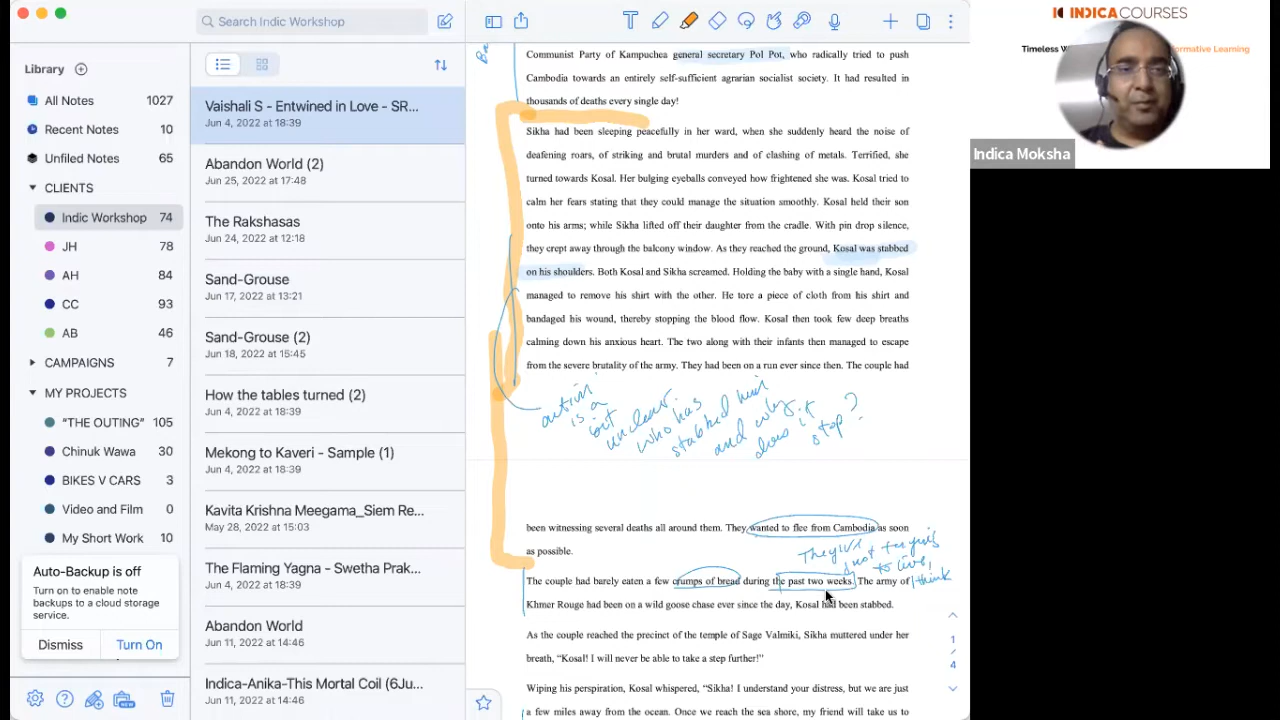 Search Indic Workshop
Library
All Notes 1027
Recent Notes 10
Unfiled Notes 65
CLIENTS
Indic Workshop 74
JH 78
AH 84
CC 93
AB 46
CAMPAIGNS 7
MY PROJECTS
"THE OUTING" 105
Chinuk Wawa 30
BIKES V CARS 3
Video and Film 0
My Short Work 10
Auto-Backup is off
Turn on to enable note
backups to a cloud storage
service.
Dismiss Turn On
Vaishali S - Entwined in Love - SR...
Jun 4, 2022 at 18:39
Abandon World (2)
Jun 25, 2022 at 17:48
The Rakshasas
Jun 24, 2022 at 12:18
Sand-Grouse
Jun 17, 2022 at 13:21
Sand-Grouse (2)
Jun 18, 2022 at 15:45
How the tables turned (2)
Jun 4, 2022 at 18:39
Mekong to Kaveri - Sample (1)
Jun 4, 2022 at 18:39
Kavita Krishna Meegama_Siem Re...
May 28, 2022 at 15:03
The Flaming Yagna - Swetha Prak...
Jun 4, 2022 at 18:39
Abandon World
Jun 11, 2022 at 14:46
Indica-Anika-This Mortal Coil (6Ju...
Jun 11, 2022 at 14:46
Communist Party of Kampuchea general secretary Pol Pot, who radically tried to push
Cambodia towards an entirely self-sufficient agrarian socialist society. It had resulted in
thousands of deaths every single day!
Sikha had been sleeping peacefully in her ward, when she suddenly heard the noise of
deafening roars, of striking and brutal murders and of clashing of metals. Terrified, she
turned towards Kosal. Her bulging eyeballs conveyed how frightened she was. Kosal tried to
calm her fears stating that they could manage the situation smoothly. Kosal held their son
onto his arms; while Sikha lifted off their daughter from the cradle. With pin drop silence,
they crept away through the balcony window. As they reached the ground, Kosal was stabbed
on his shoulders. Both Kosal and Sikha screamed. Holding the baby with a single hand, Kosal
managed to remove his shirt with the other. He tore a piece of cloth from his shirt and
bandaged his wound, thereby stopping the blood flow. Kosal then took few deep breaths
calming down his anxious heart. The two along with their infants then managed to escape
from the severe brutality of the army. They had been on a run ever since then. The couple had
action
is a
bit
unclear.
who has
stabbed him
and why
does it
stop?
been witnessing several deaths all around them. They wanted to flee from Cambodia as soon
as possible.
They're
just trying
to live,
I think
The couple had barely eaten a few crumps of bread during the past two weeks. The army of
Khmer Rouge had been on a wild goose chase ever since the day, Kosal had been stabbed.
As the couple reached the precinct of the temple of Sage Valmiki, Sikha muttered under her
breath, "Kosal! I will never be able to take a step further!"
Wiping his perspiration, Kosal whispered, "Sikha! I understand your distress, but we are just
a few miles away from the ocean. Once we reach the sea shore, my friend will take us to
1
/
4
INDICA COURSES
Timeless W
ormative Learning
Indica Moksha